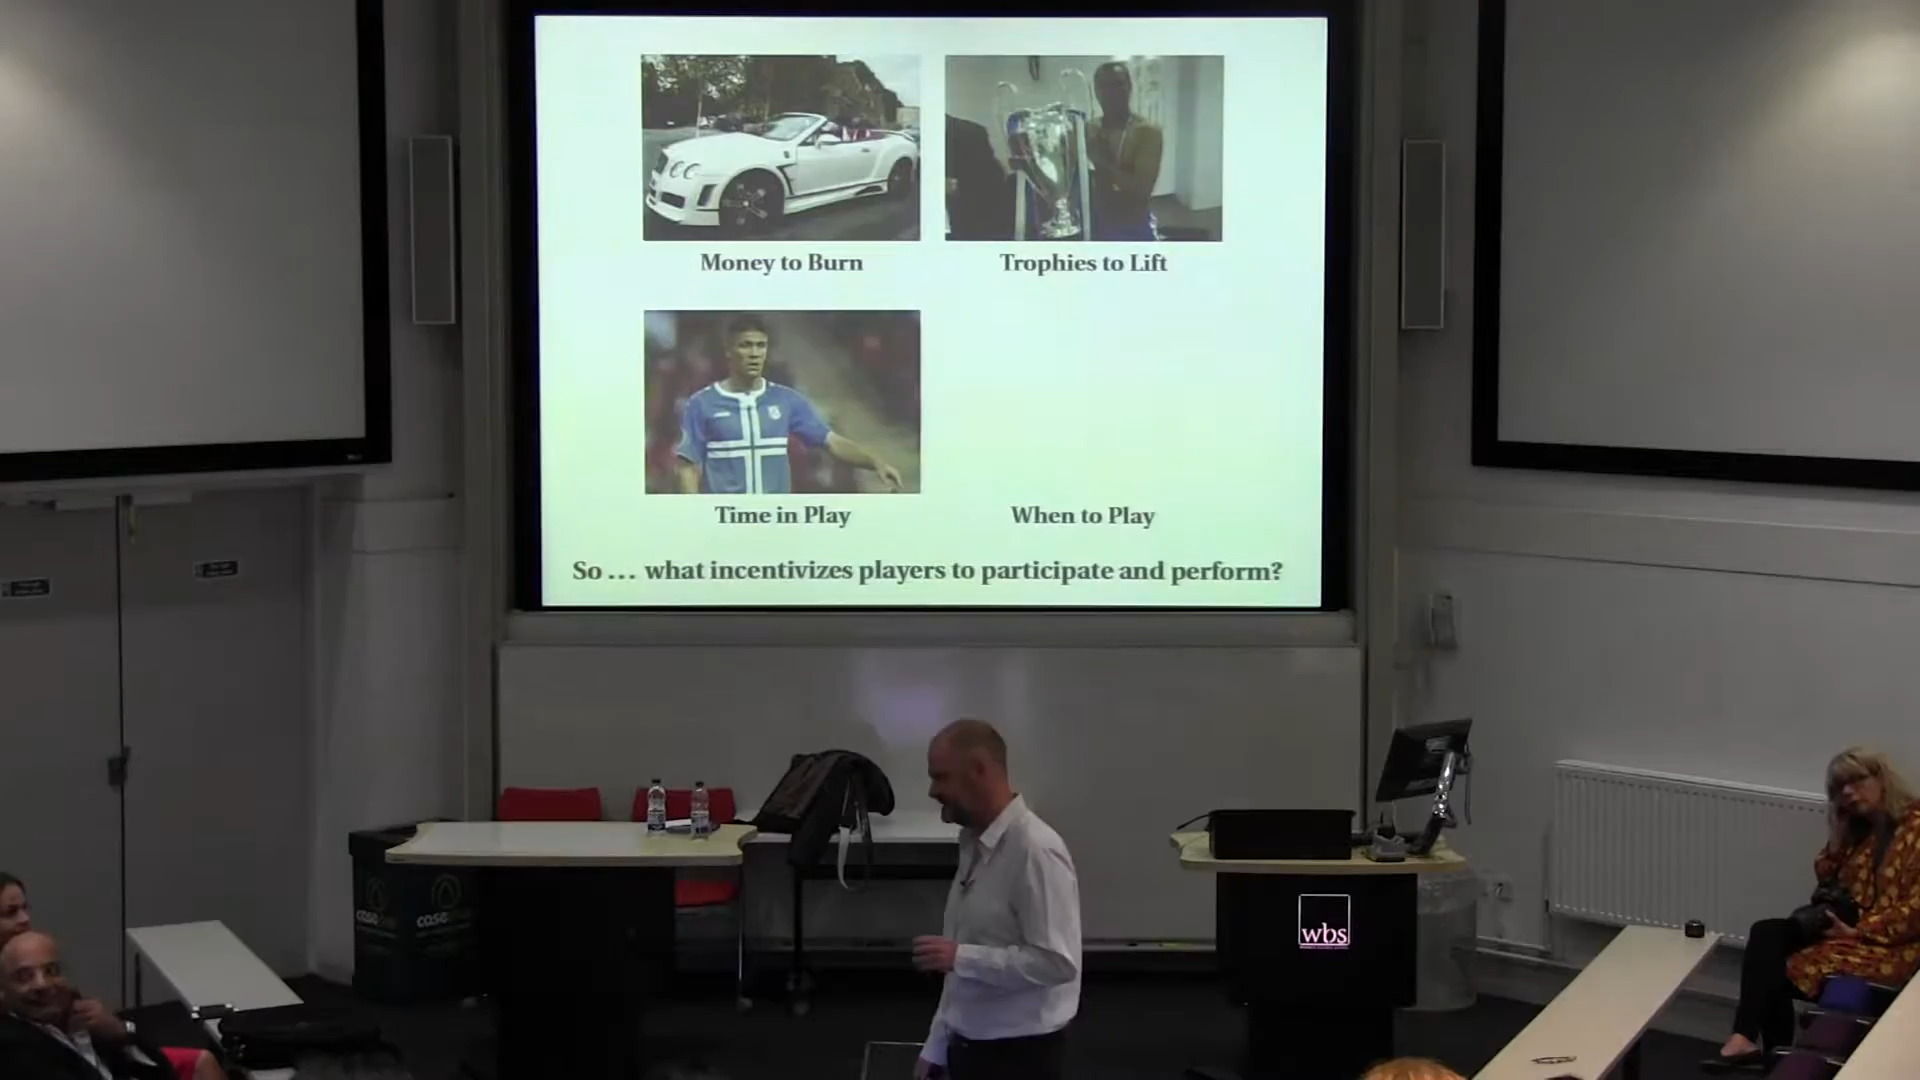 Money to Burn
Trophies to Lift
Time in Play
When to Play
So ... what incentivizes players to participate and perform?
wbs